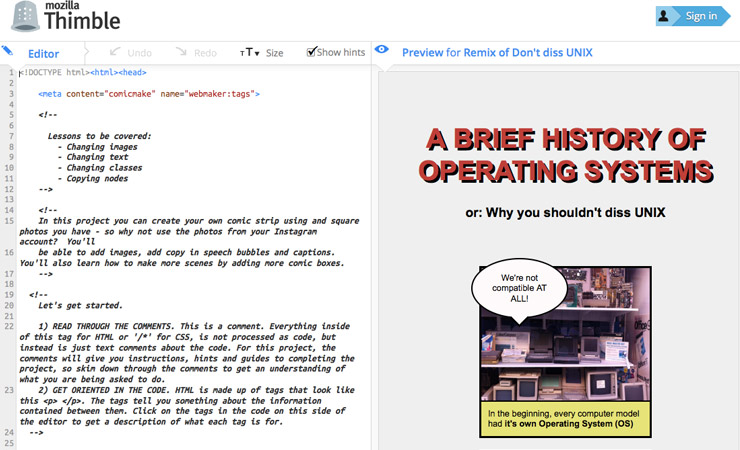 mozilla
Thimble
Sign in
Editor
Undo
Redo
TT▾ Size
Show hints
Preview for Remix of Don't diss UNIX
1 <!DOCTYPE html><html><head>
2
3 <meta content="comicmake" name="webmaker:tags">
4
5 <!--
6
7 Lessons to be covered:
8 - Changing images
9 - Changing text
10 - Changing classes
11 - Copying nodes
12 -->
13
14 <!--
15 In this project you can create your own comic strip using and square
photos you have - so why not use the photos from your Instagram
account? You'll
16 be able to add images, add copy in speech bubbles and captions.
You'll also learn how to make more scenes by adding more comic boxes.
17 -->
18
19 <!--
20 Let's get started.
21
22 1) READ THROUGH THE COMMENTS. This is a comment. Everything inside
of this tag for HTML or '/*' for CSS, is not processed as code, but
instead is just text comments about the code. For this project, the
comments will give you instructions, hints and guides to completing the
project, so skim down through the comments to get an understanding of
what you are being asked to do.
23 2) GET ORIENTED IN THE CODE. HTML is made up of tags that look like
this <p> </p>. The tags tell you something about the information
contained between them. Click on the tags in the code on this side of
the editor to get a description of what each tag is for.
24 -->
25
A BRIEF HISTORY OF
OPERATING SYSTEMS
or: Why you shouldn't diss UNIX
We're not
compatible AT
ALL!
In the beginning, every computer model
had it's own Operating System (OS)